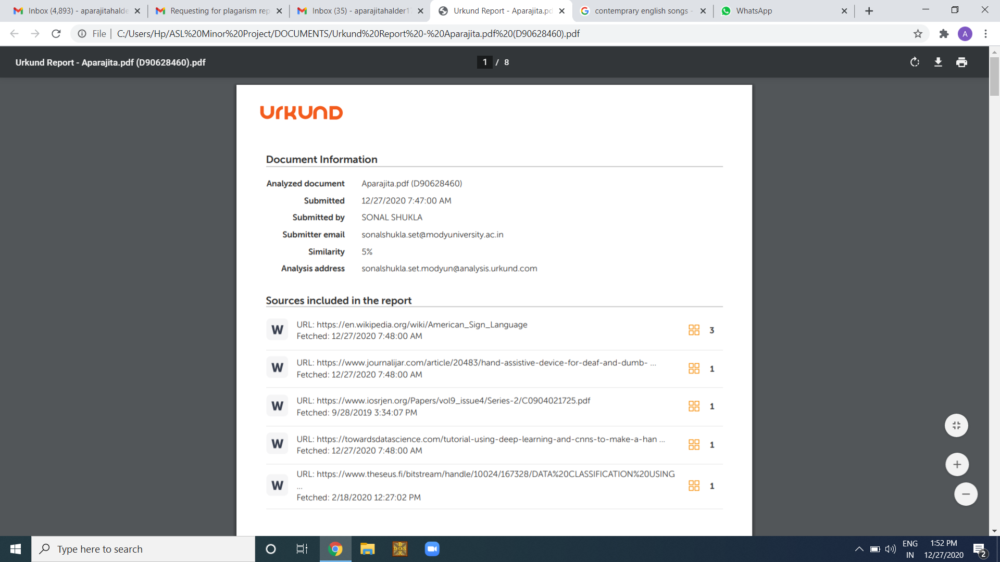 Inbox (4,893) - aparajitahalde
Requesting for plagarism rep
Inbox (35) - aparajitahalder1
Urkund Report - Aparajita.pd
contemprary english songs -
WhatsApp
File | C:/Users/Hp/ASL%20Minor%20Project/DOCUMENTS/Urkund%20Report%20-%20Aparajita.pdf%20(D90628460).pdf
A
Urkund Report - Aparajita.pdf (D90628460).pdf
1 / 8
URKUND
Document Information
Analyzed document Aparajita.pdf (D90628460)
Submitted 12/27/2020 7:47:00 AM
Submitted by SONAL SHUKLA
Submitter email sonalshukla.set@modyuniversity.ac.in
Similarity 5%
Analysis address sonalshukla.set.modyun@analysis.urkund.com
Sources included in the report
W
URL: https://en.wikipedia.org/wiki/American_Sign_Language
Fetched: 12/27/2020 7:48:00 AM
3
W
URL: https://www.journalijar.com/article/20483/hand-assistive-device-for-deaf-and-dumb- ...
Fetched: 12/27/2020 7:48:00 AM
1
W
URL: https://www.iosrjen.org/Papers/vol9_issue4/Series-2/C0904021725.pdf
Fetched: 9/28/2019 3:34:07 PM
1
W
URL: https://towardsdatascience.com/tutorial-using-deep-learning-and-cnns-to-make-a-han ...
Fetched: 12/27/2020 7:48:00 AM
1
W
URL: https://www.theseus.fi/bitstream/handle/10024/167328/DATA%20CLASSIFICATION%20USING
...
Fetched: 2/18/2020 12:27:02 PM
1
Type here to search
DOS
ENG
IN
1:52 PM
12/27/2020
2